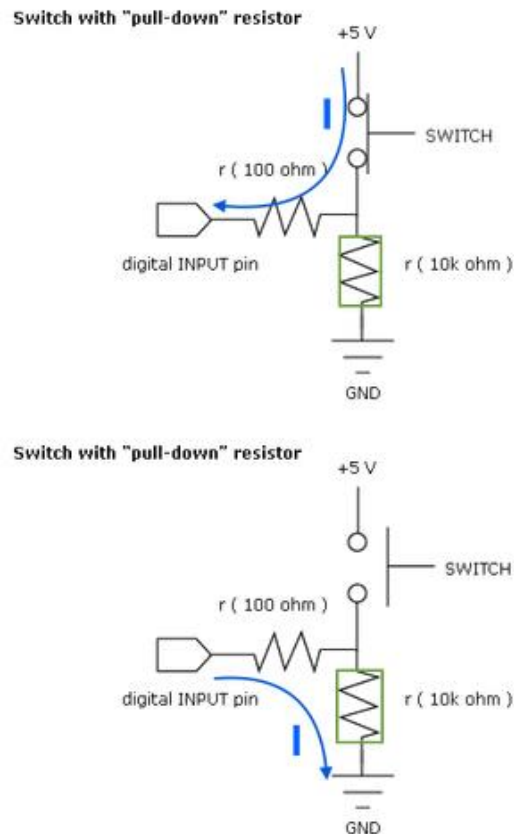 Switch with "pull-down" resistor
+5 V
I
SWITCH
r ( 100 ohm )
digital INPUT pin
r ( 10k ohm )
GND
Switch with "pull-down" resistor
+5 V
SWITCH
r ( 100 ohm )
digital INPUT pin
r ( 10k ohm )
I
GND